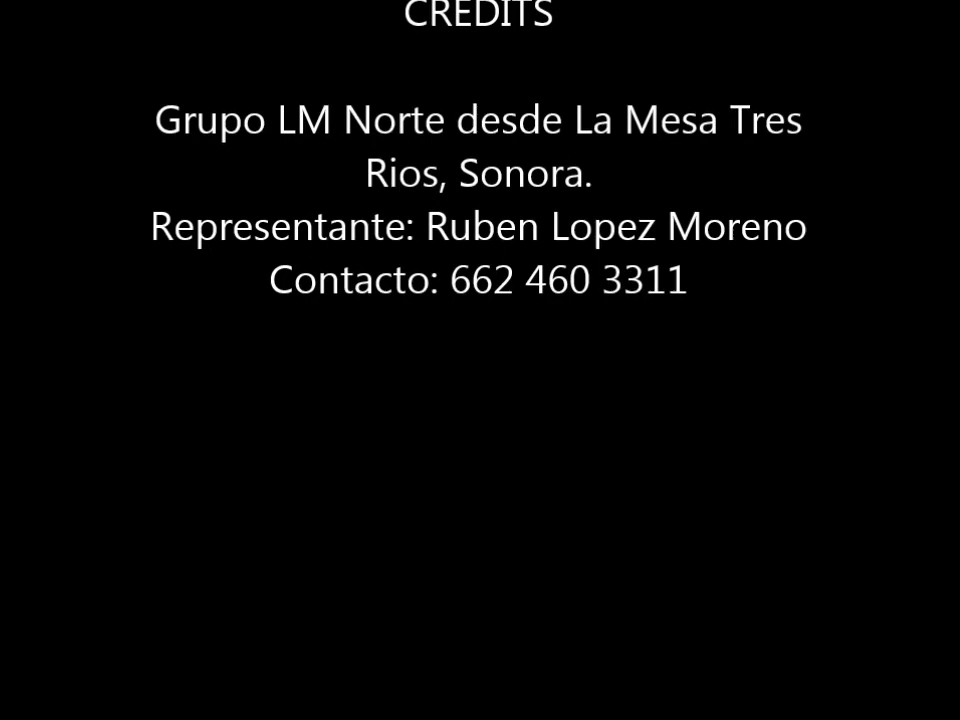 CREDITS
Grupo LM Norte desde La Mesa Tres
Rios, Sonora.
Representante: Ruben Lopez Moreno
Contacto: 662 460 3311